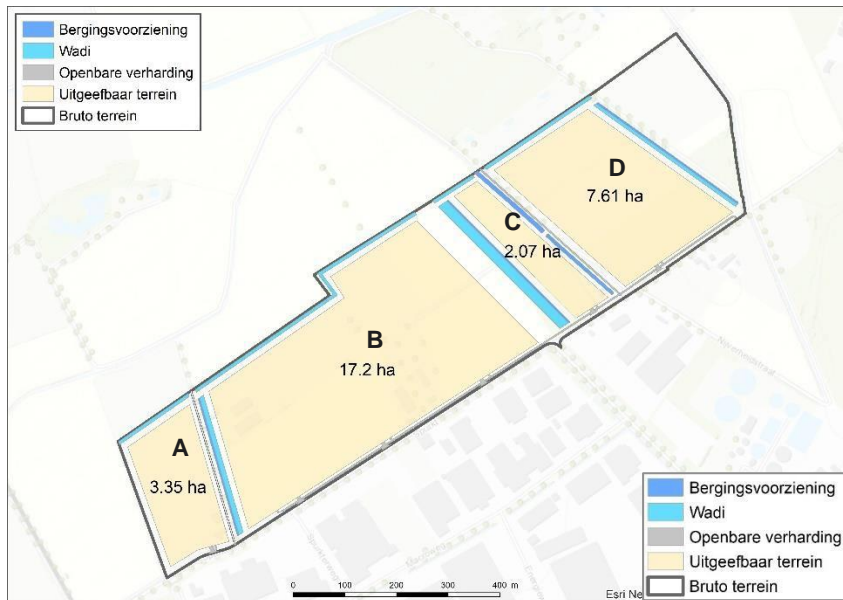 Bergingsvoorziening
Wadi
Openbare verharding
Uitgeefbaar terrein
Bruto terrein
D
7.61 ha
C
2.07 ha
B
17.2 ha
A
3.35 ha
Bergingsvoorziening
Wadi
Openbare verharding
Uitgeefbaar terrein
Bruto terrein
0 100 200 300 400 m
Esri Ne